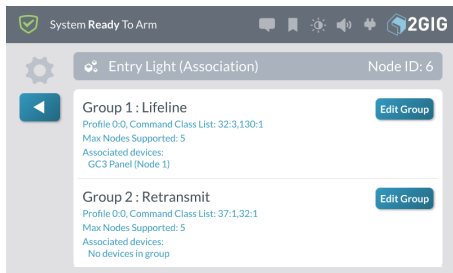 System Ready To Arm
2GIG
Entry Light (Association)
Node ID: 6
Group 1 : Lifeline
Edit Group
Profile 0:0, Command Class List: 32:3,130:1
Max Nodes Supported: 5
Associated devices:
GC3 Panel (Node 1)
Group 2 : Retransmit
Edit Group
Profile 0:0, Command Class List: 37:1,32:1
Max Nodes Supported: 5
Associated devices:
No devices in group